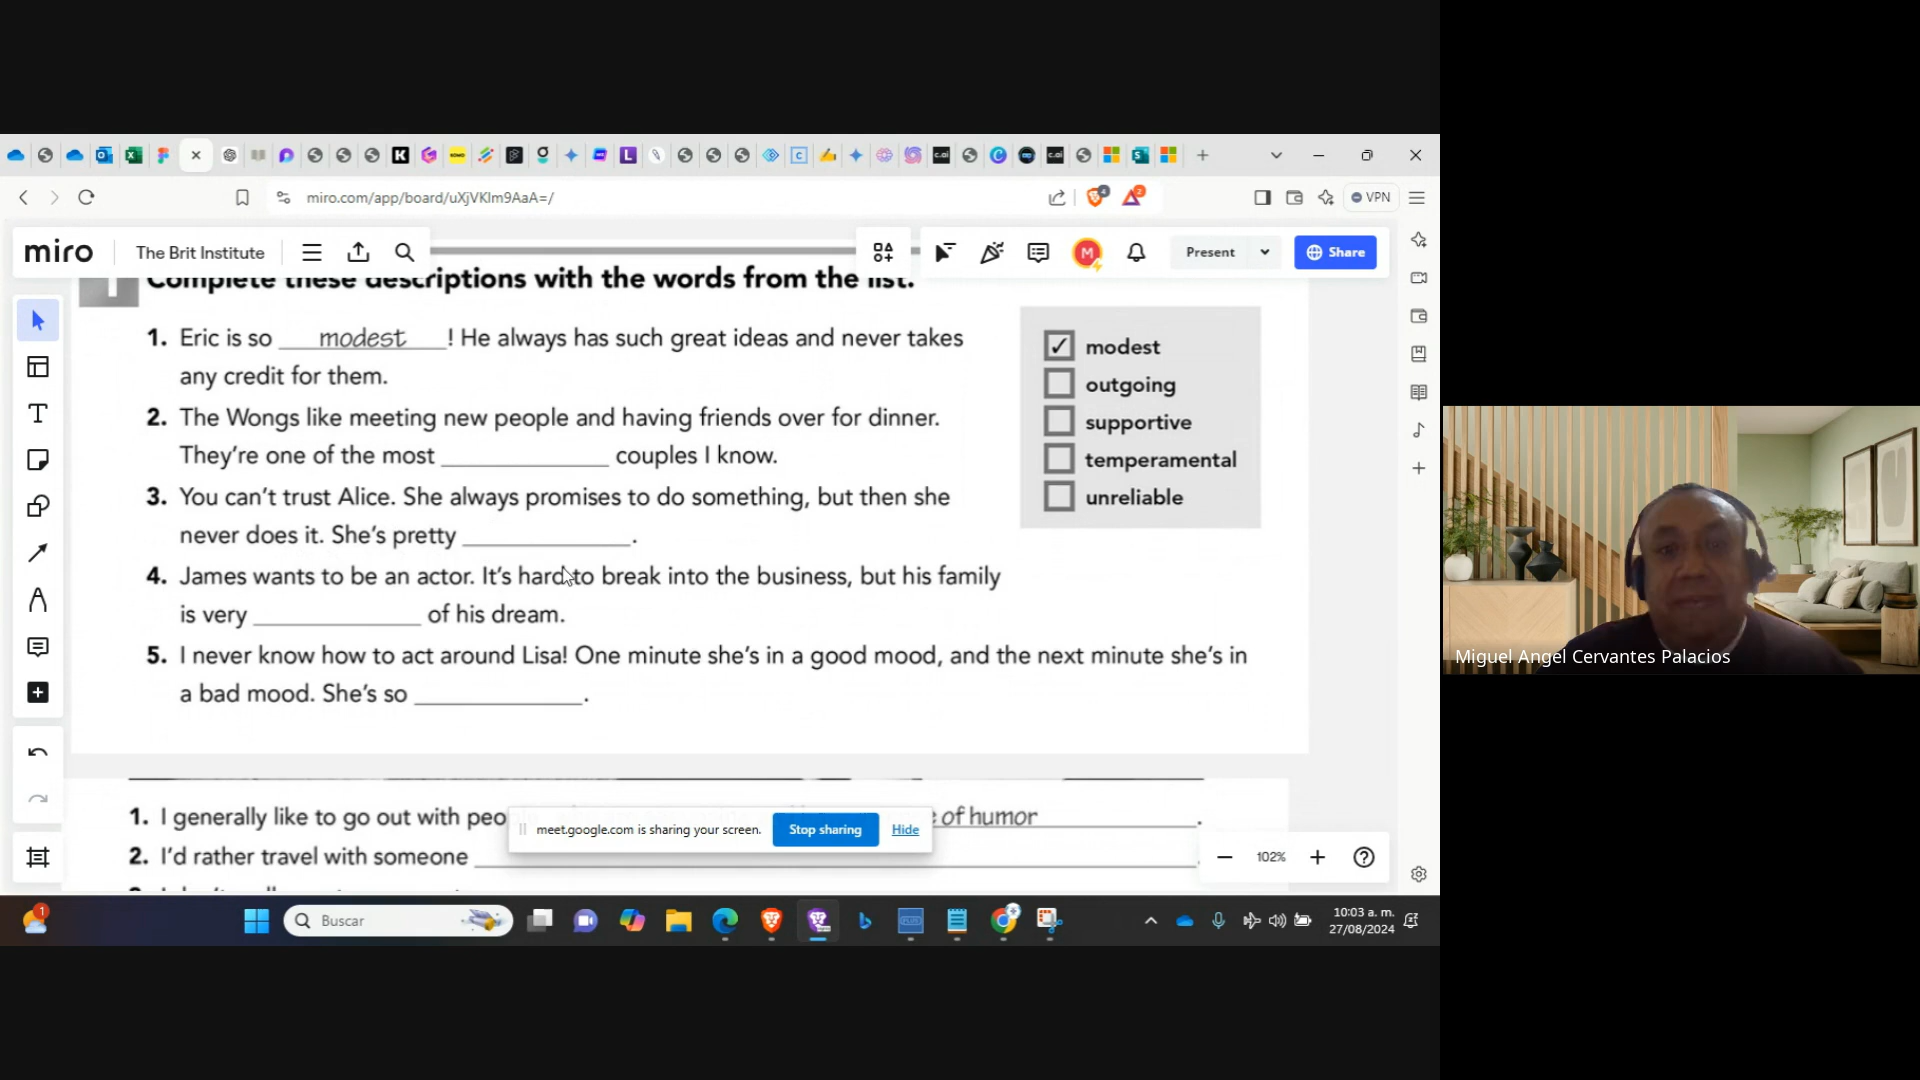 miro.com/app/board/uXjVKlm9AaA=/
VPN
miro
The Brit Institute
M
Present
Share
Complete these descriptions with the words from the list.
1. Eric is so modest ! He always has such great ideas and never takes
any credit for them.
2. The Wongs like meeting new people and having friends over for dinner.
They're one of the most ____________ couples I know.
3. You can't trust Alice. She always promises to do something, but then she
never does it. She's pretty ____________.
4. James wants to be an actor. It's hard to break into the business, but his family
is very ____________ of his dream.
5. I never know how to act around Lisa! One minute she's in a good mood, and the next minute she's in
a bad mood. She's so ____________.
✓ modest
outgoing
supportive
temperamental
unreliable
1. I generally like to go out with of humor.
2. I'd rather travel with someone
meet.google.com is sharing your screen.
Stop sharing
Hide
102%
Buscar
10:03 a. m.
27/08/2024
Miguel Angel Cervantes Palacios